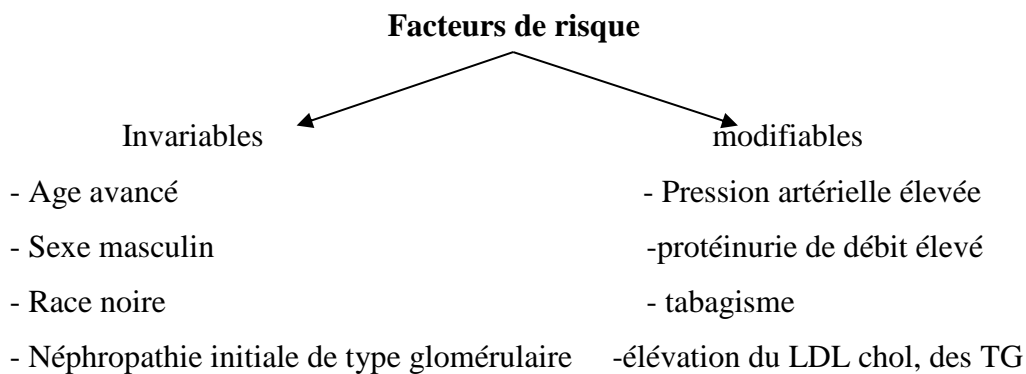 Facteurs de risque
Invariables modifiables
- Age avancé - Pression artérielle élevée
- Sexe masculin -protéinurie de débit élevé
- Race noire - tabagisme
- Néphropathie initiale de type glomérulaire -élévation du LDL chol, des TG